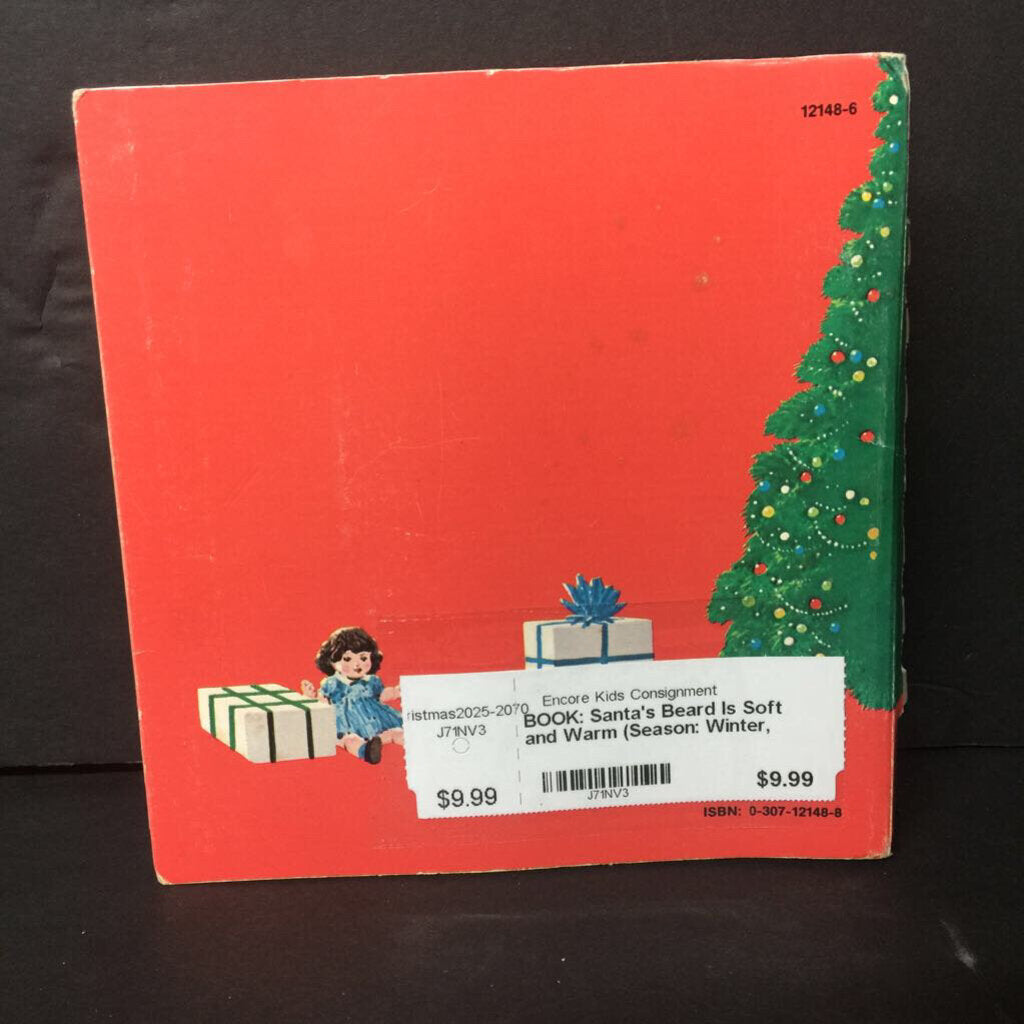 12148-6
ristmas2025-2070
J71NV3
$9.99
Encore Kids Consignment
BOOK: Santa's Beard Is Soft
and Warm (Season: Winter,
J71NV3
$9.99
ISBN: 0-307-12148-8